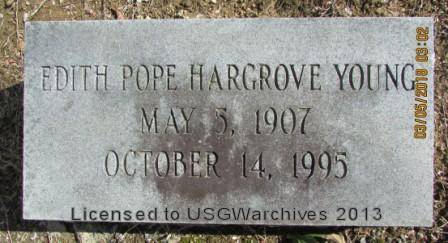 EDITH POPE HARGROVE YOUNG
MAY 5, 1907
OCTOBER 14, 1995
Licensed to USGWarchives 2013
03/05/2018 03:02